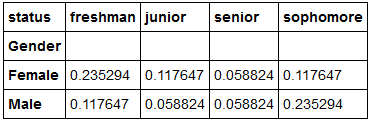 status freshman junior senior sophomore
Gender
Female 0.235294 0.117647 0.058824 0.117647
Male 0.117647 0.058824 0.058824 0.235294